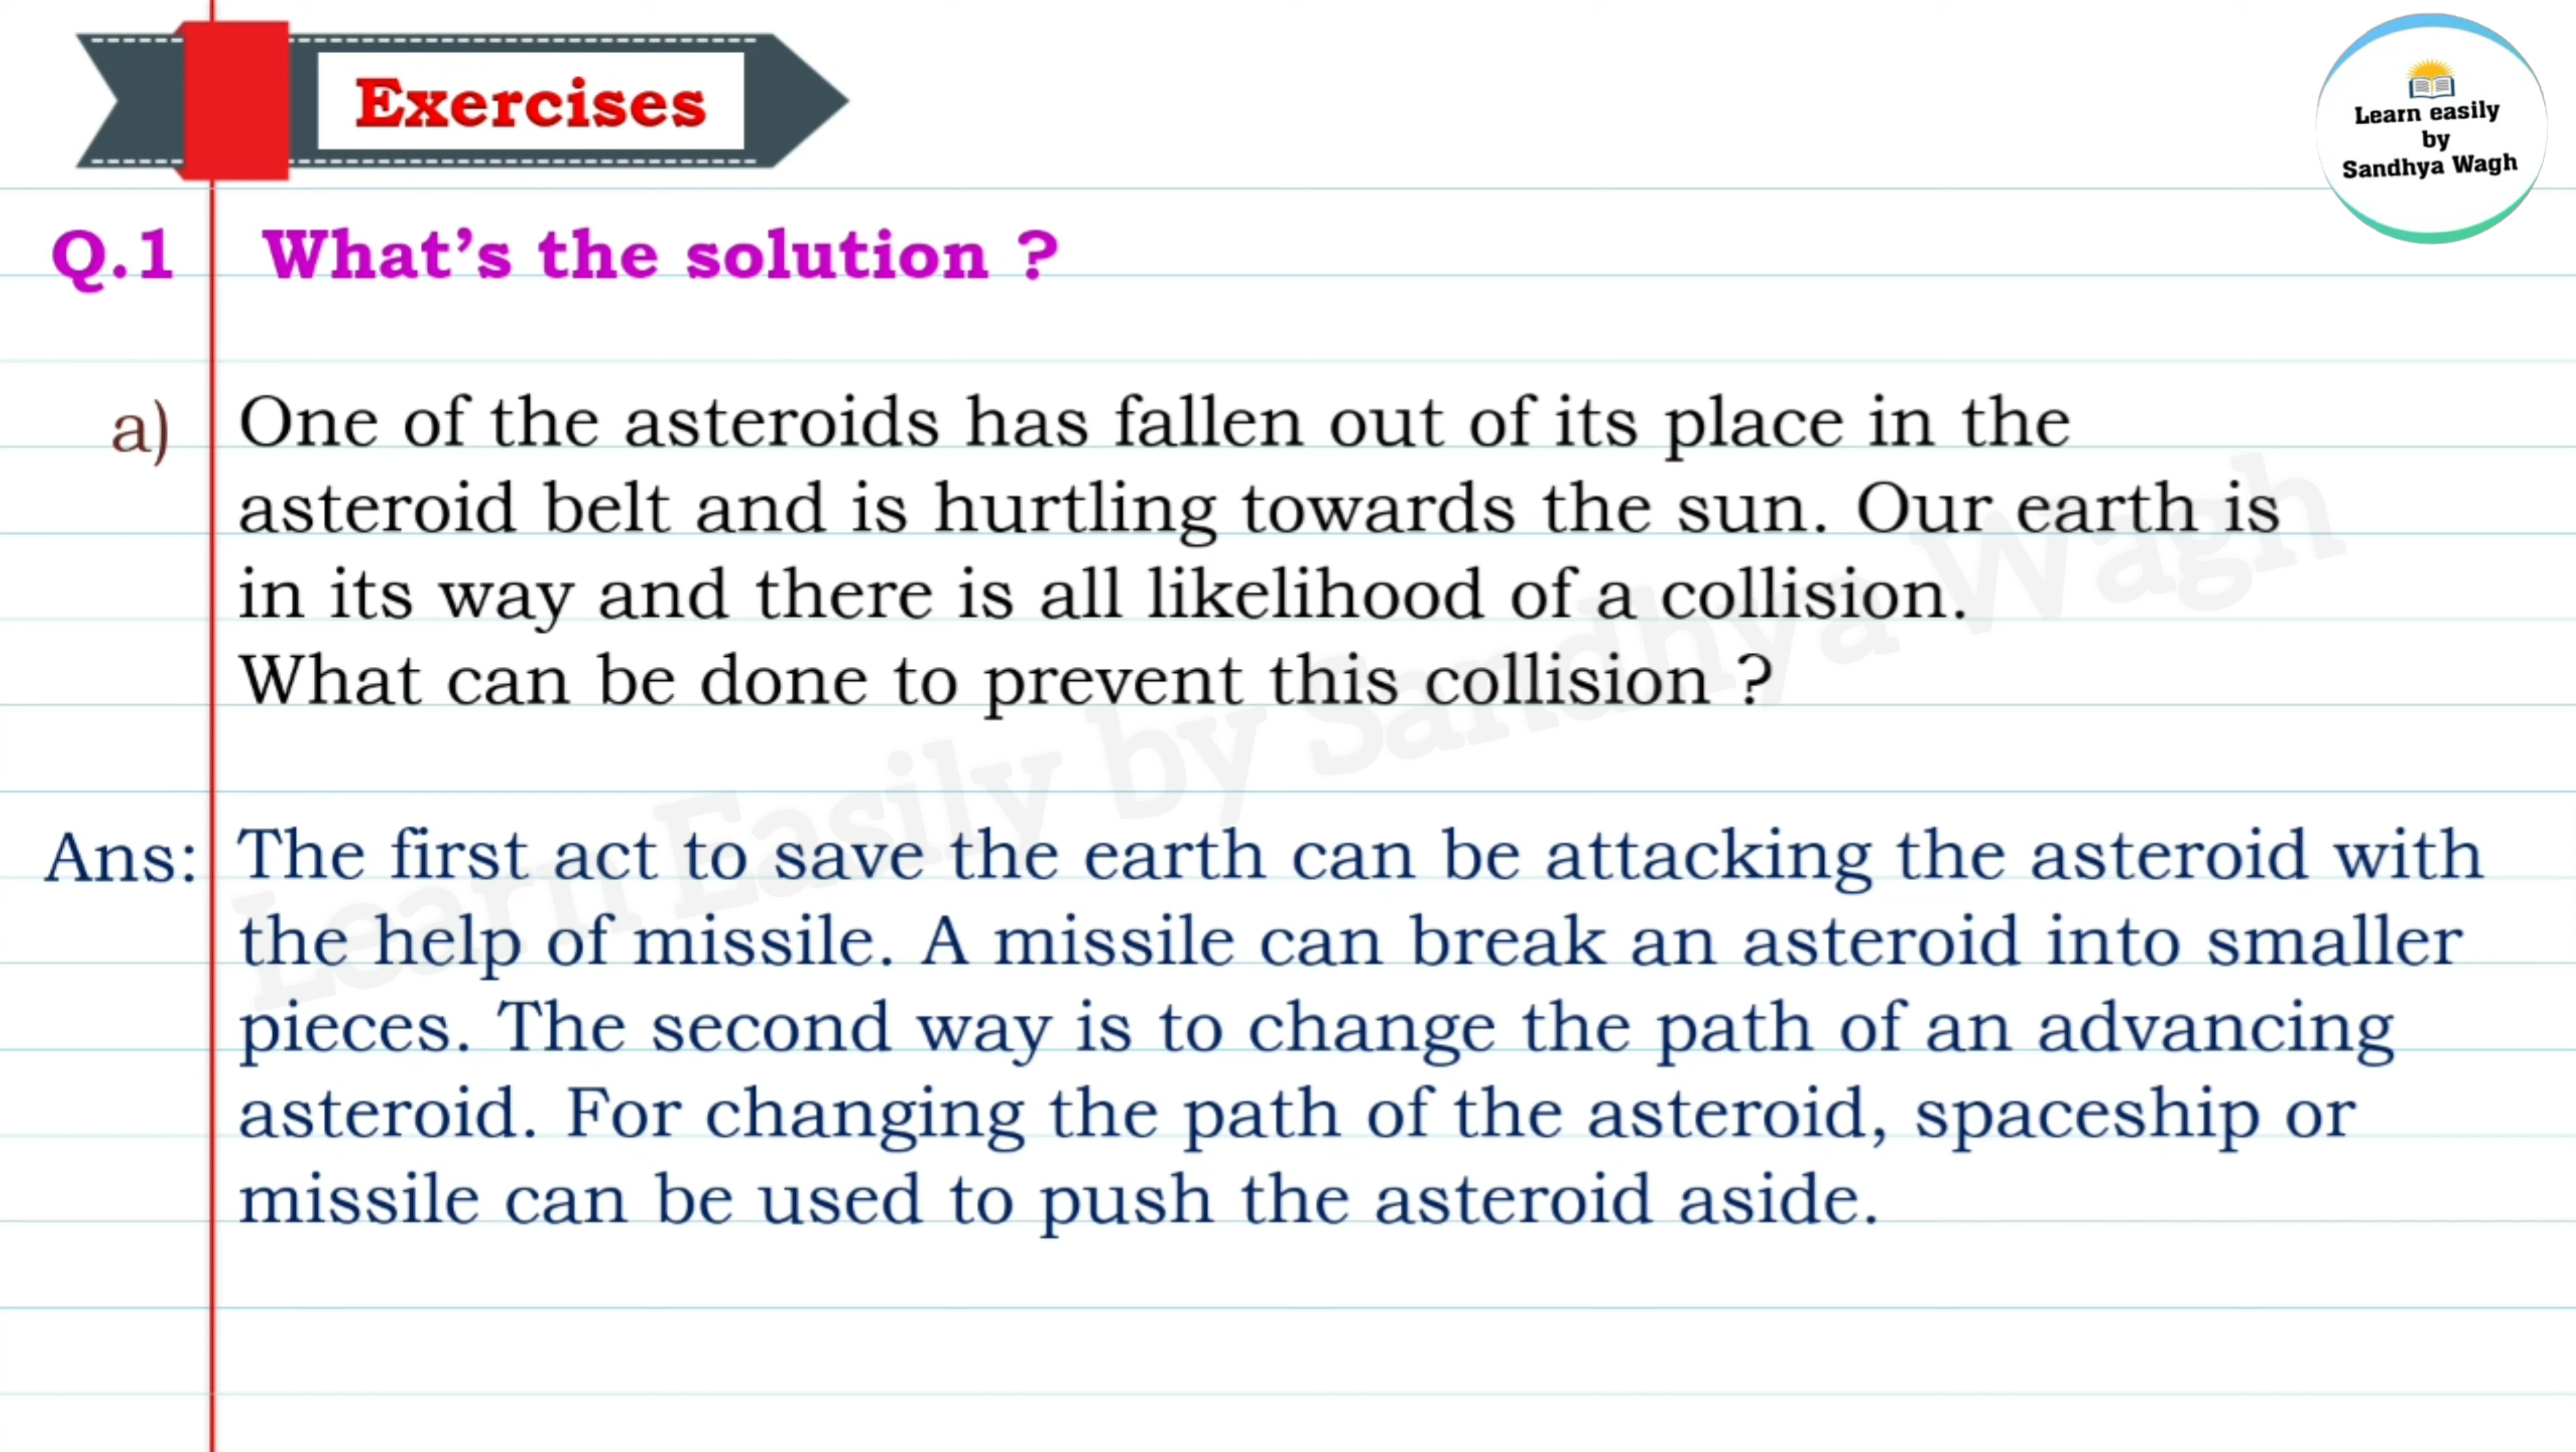 Exercises
Learn easily
by
Sandhya Wagh
Q.1 What's the solution ?
a) One of the asteroids has fallen out of its place in the
asteroid belt and is hurtling towards the sun. Our earth is
in its way and there is all likelihood of a collision.
What can be done to prevent this collision ?
Learn Easily by Sandhya Wagh
Ans: The first act to save the earth can be attacking the asteroid with
the help of missile. A missile can break an asteroid into smaller
pieces. The second way is to change the path of an advancing
asteroid. For changing the path of the asteroid, spaceship or
missile can be used to push the asteroid aside.